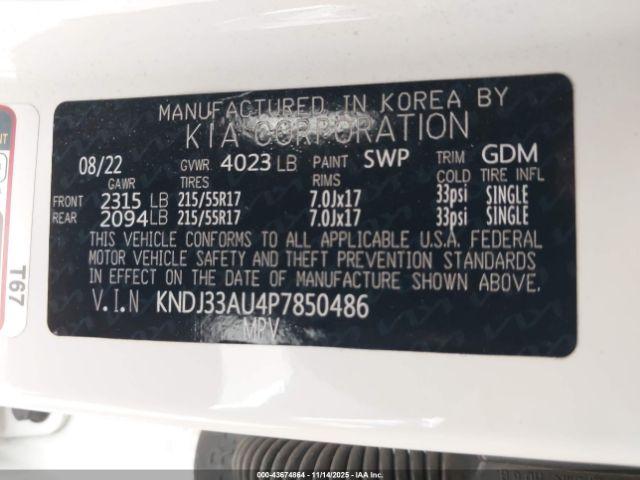 MANUFACTURED IN KOREA BY
KIA CORPORATION
08/22 GVWR 4023 LB PAINT SWP TRIM GDM
GAWR TIRES RIMS COLD TIRE INFL
FRONT 2315 LB 215/55R17 7.0Jx17 33psi SINGLE
REAR 2094 LB 215/55R17 7.0Jx17 33psi SINGLE
THIS VEHICLE CONFORMS TO ALL APPLICABLE U.S.A. FEDERAL
MOTOR VEHICLE SAFETY AND THEFT PREVENTION STANDARDS
IN EFFECT ON THE DATE OF MANUFACTURE SHOWN ABOVE.
V.I.N KNDJ33AU4P7850486
MPV
T67
000-43674864 - 11/14/2025 - IAA, Inc.